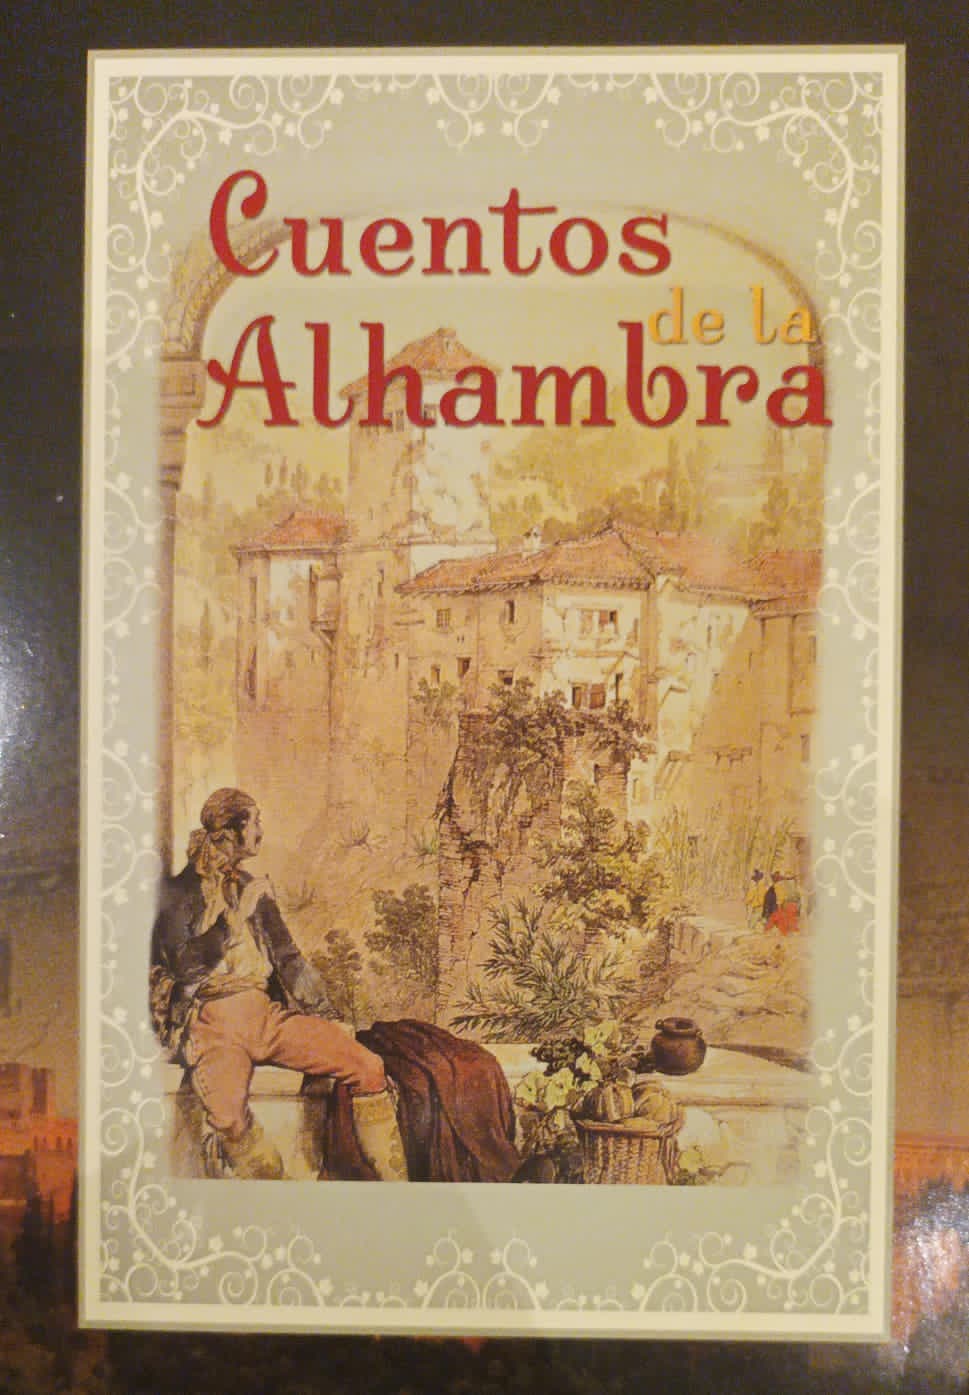 Cuentos
de la
Alhambra